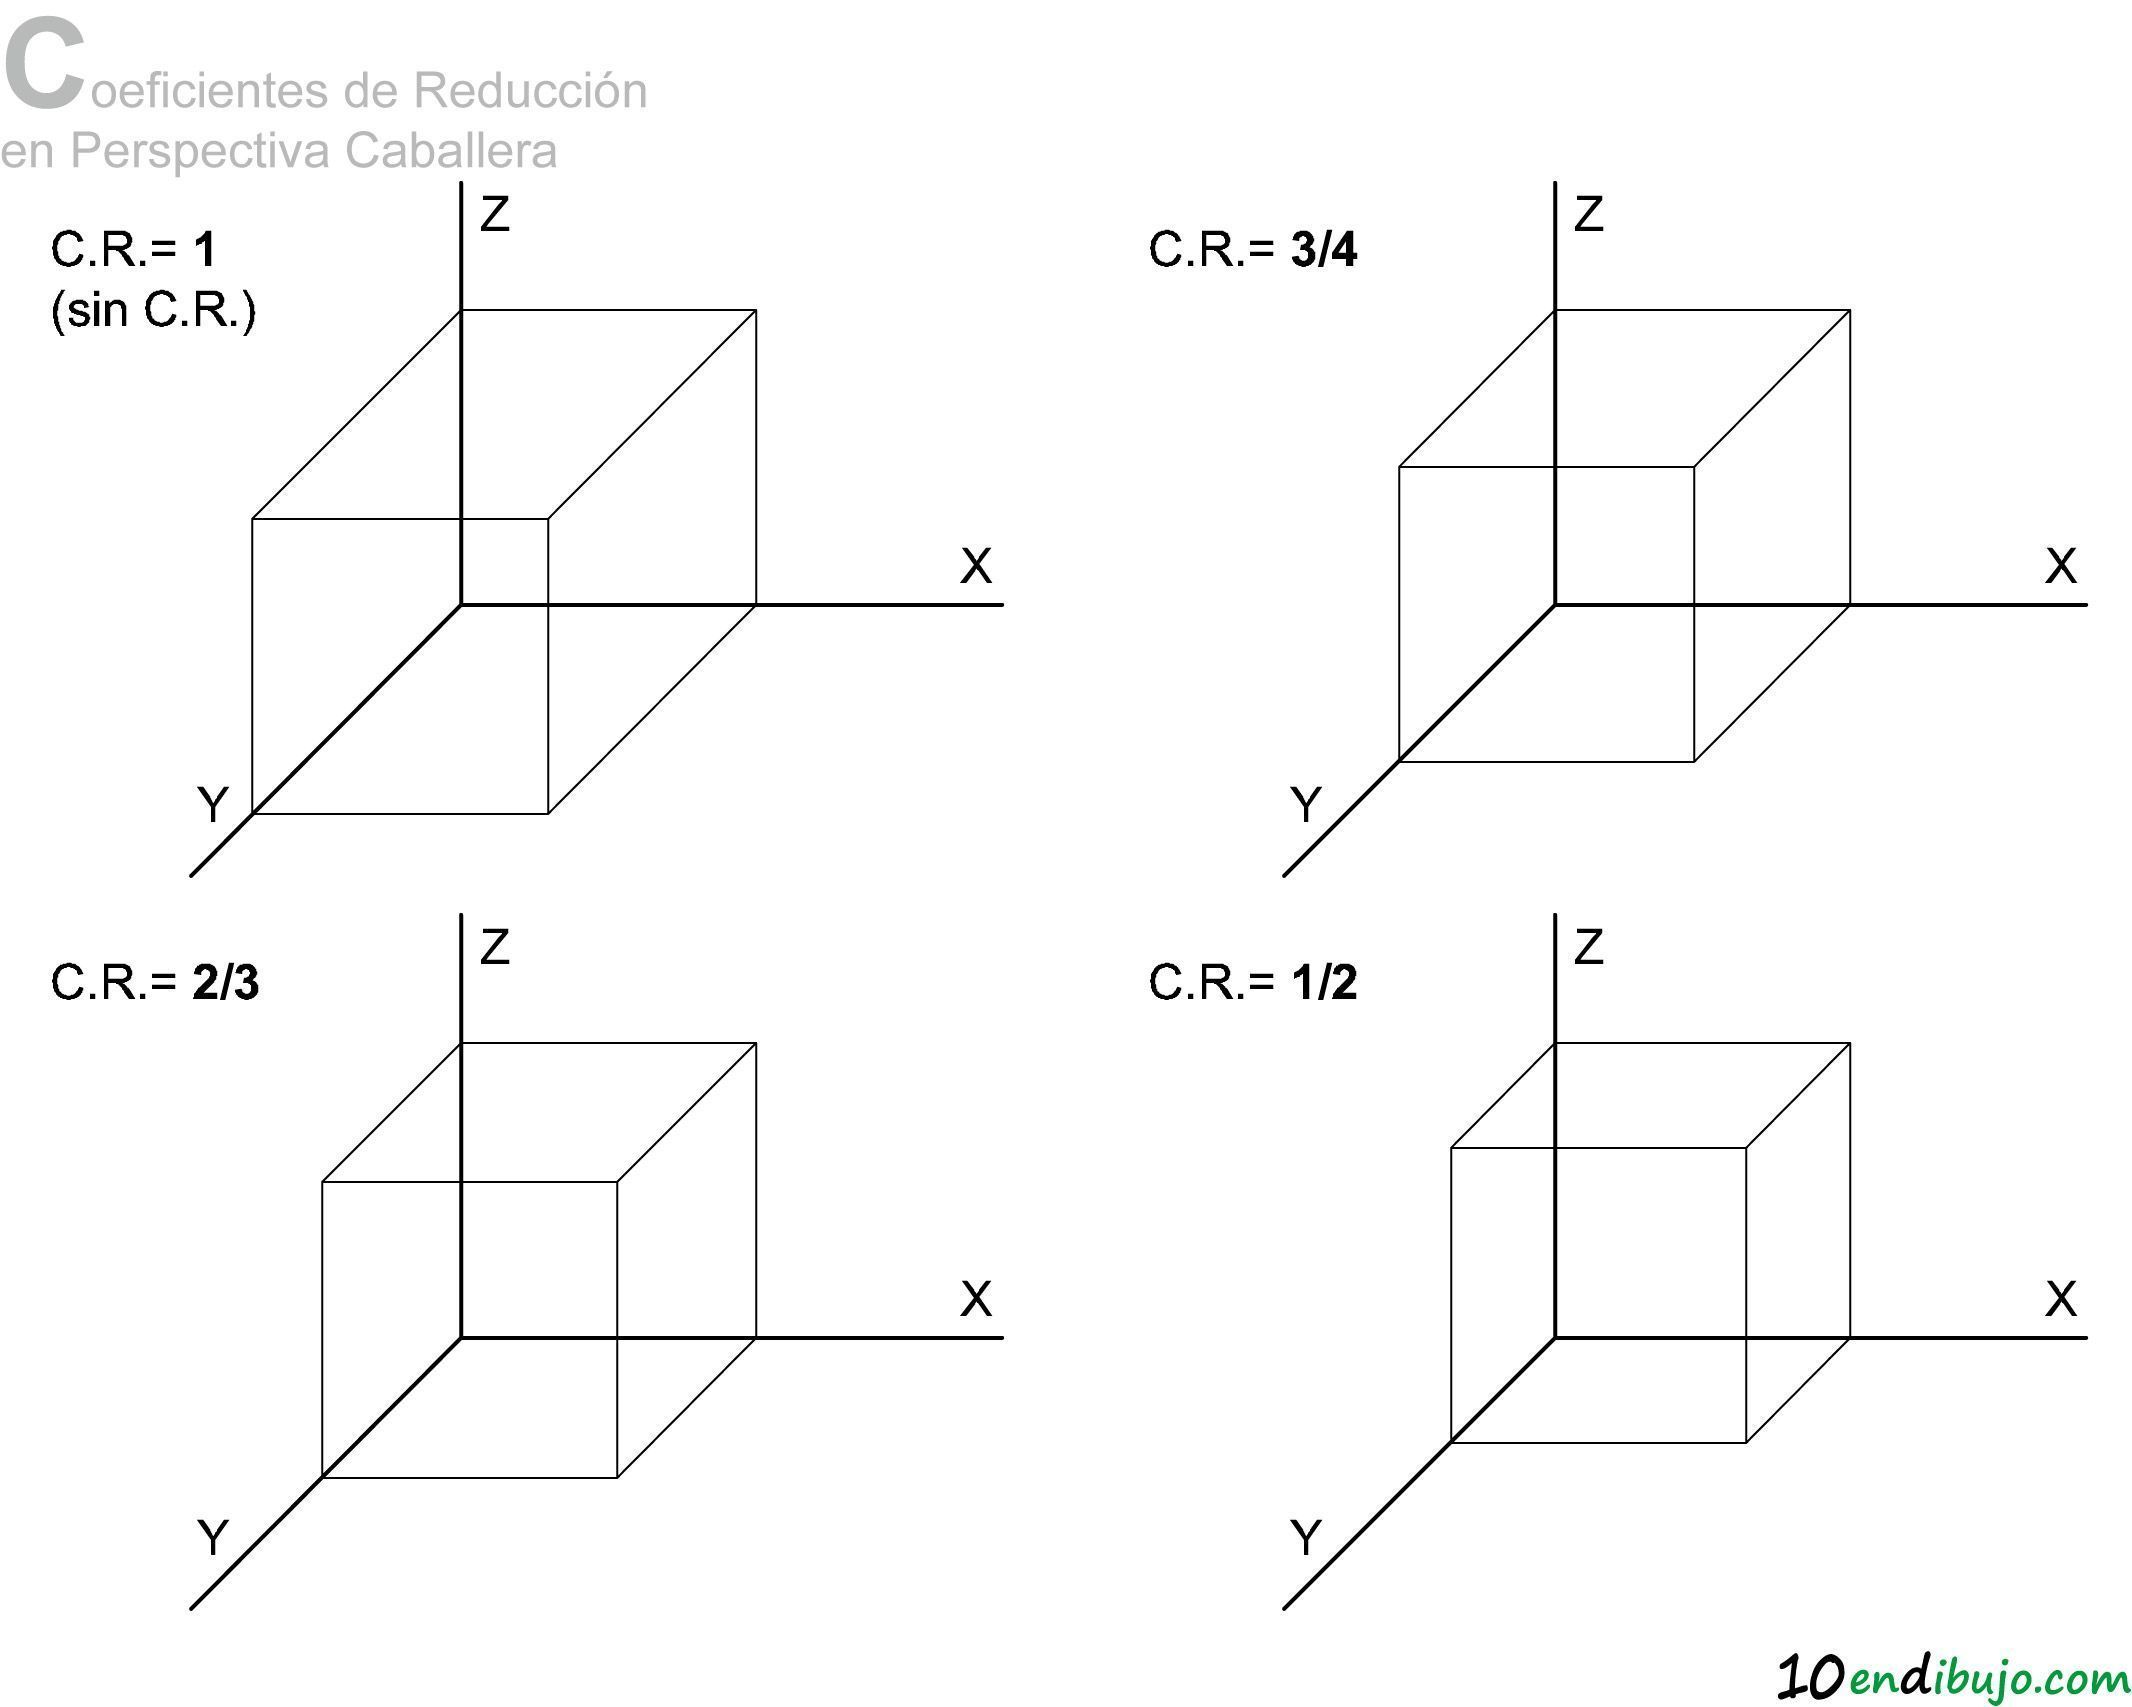 Coeficientes de Reducción
en Perspectiva Caballera
C.R.= 1
(sin C.R.)
Z
X
Y
C.R.= 3/4
Z
X
Y
C.R.= 2/3
Z
X
Y
C.R.= 1/2
Z
X
Y
10endibujo.com